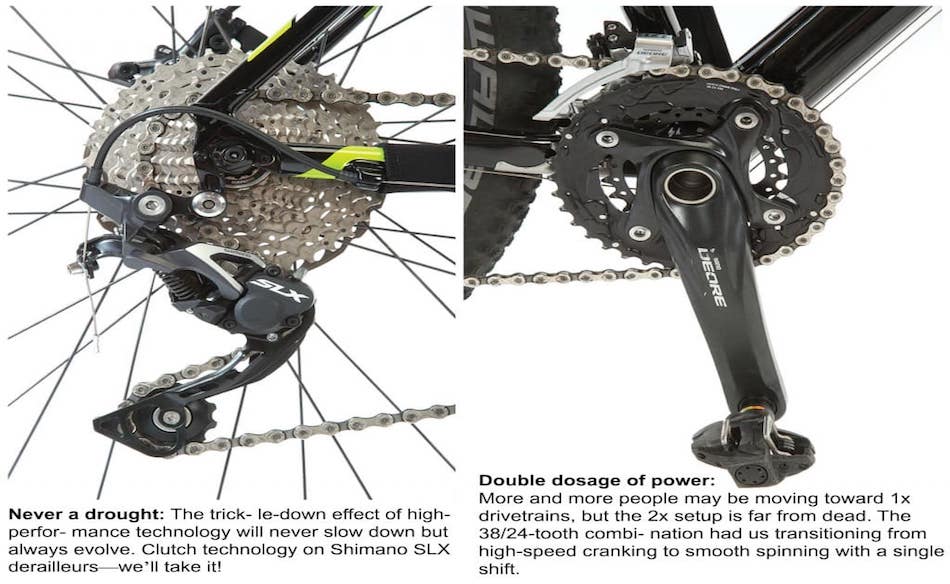 SLX
DEORE
DEORE
Never a drought: The trick- le-down effect of high-
perfor- mance technology will never slow down but
always evolve. Clutch technology on Shimano SLX
derailleurs—we’ll take it!
Double dosage of power:
More and more people may be moving toward 1x
drivetrains, but the 2x setup is far from dead. The
38/24-tooth combi- nation had us transitioning from
high-speed cranking to smooth spinning with a single
shift.